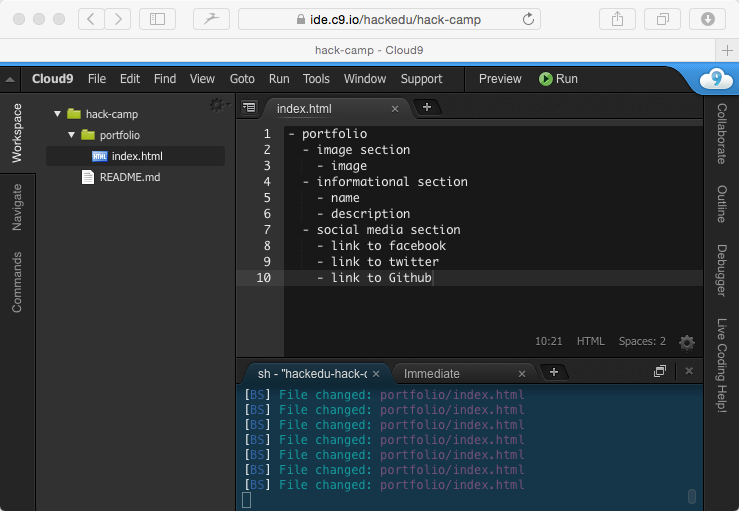 ide.c9.io/hackedu/hack-camp
hack-camp - Cloud9
Cloud9 File Edit Find View Goto Run Tools Window Support Preview Run
9
Workspace
Navigate
Commands
hack-camp
portfolio
HTML index.html
README.md
index.html
1 - portfolio
2 - image section
3 - image
4 - informational section
5 - name
6 - description
7 - social media section
8 - link to facebook
9 - link to twitter
10 - link to Github
10:21 HTML Spaces: 2
sh - "hackedu-hack-c Immediate
[BS] File changed: portfolio/index.html
[BS] File changed: portfolio/index.html
[BS] File changed: portfolio/index.html
[BS] File changed: portfolio/index.html
[BS] File changed: portfolio/index.html
[BS] File changed: portfolio/index.html
[BS] File changed: portfolio/index.html
Collaborate
Outline
Debugger
Live Coding Help!